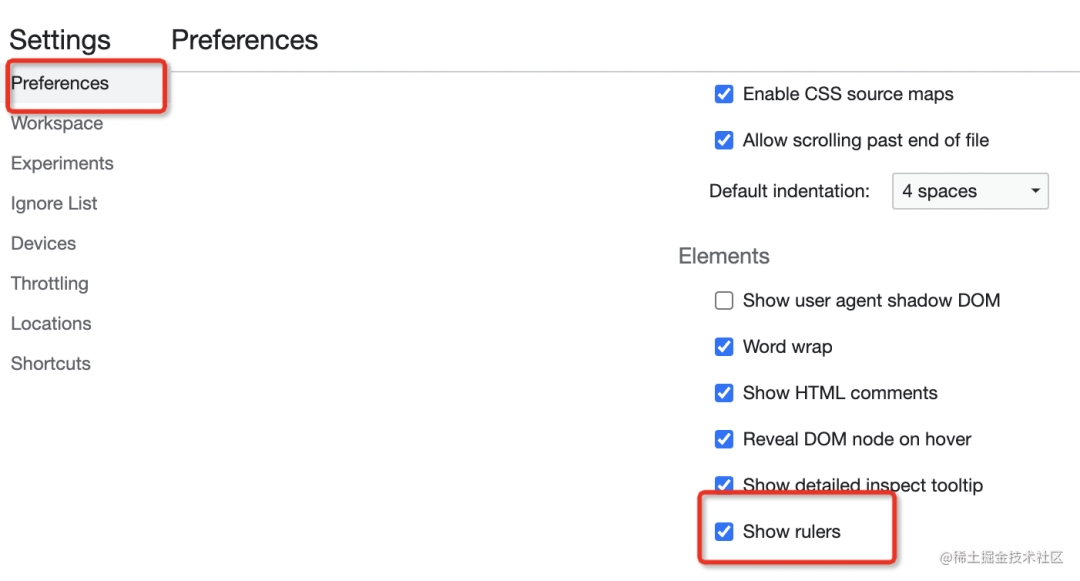 Settings
Preferences
Preferences
Workspace
Experiments
Ignore List
Devices
Throttling
Locations
Shortcuts
Enable CSS source maps
Allow scrolling past end of file
Default indentation: 4 spaces
Elements
Show user agent shadow DOM
Word wrap
Show HTML comments
Reveal DOM node on hover
Show detailed inspect tooltip
Show rulers
@稀土掘金技术社区